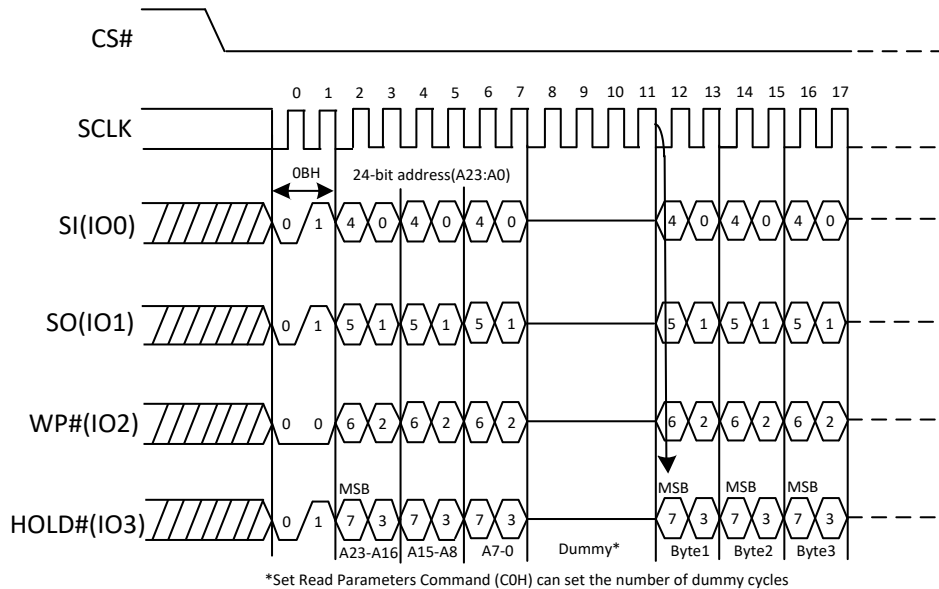 CS#
0 1 2 3 4 5 6 7 8 9 10 11 12 13 14 15 16 17
SCLK
0BH 24-bit address(A23:A0)
SI(IO0) 0 1 4 0 4 0 4 0 4 0 4 0 4 0
SO(IO1) 0 1 5 1 5 1 5 1 5 1 5 1 5 1
WP#(IO2) 0 0 6 2 6 2 6 2 6 2 6 2 6 2
MSB MSB MSB MSB
HOLD#(IO3) 0 1 7 3 7 3 7 3 7 3 7 3 7 3
A23-A16 A15-A8 A7-0 Dummy* Byte1 Byte2 Byte3
*Set Read Parameters Command (C0H) can set the number of dummy cycles